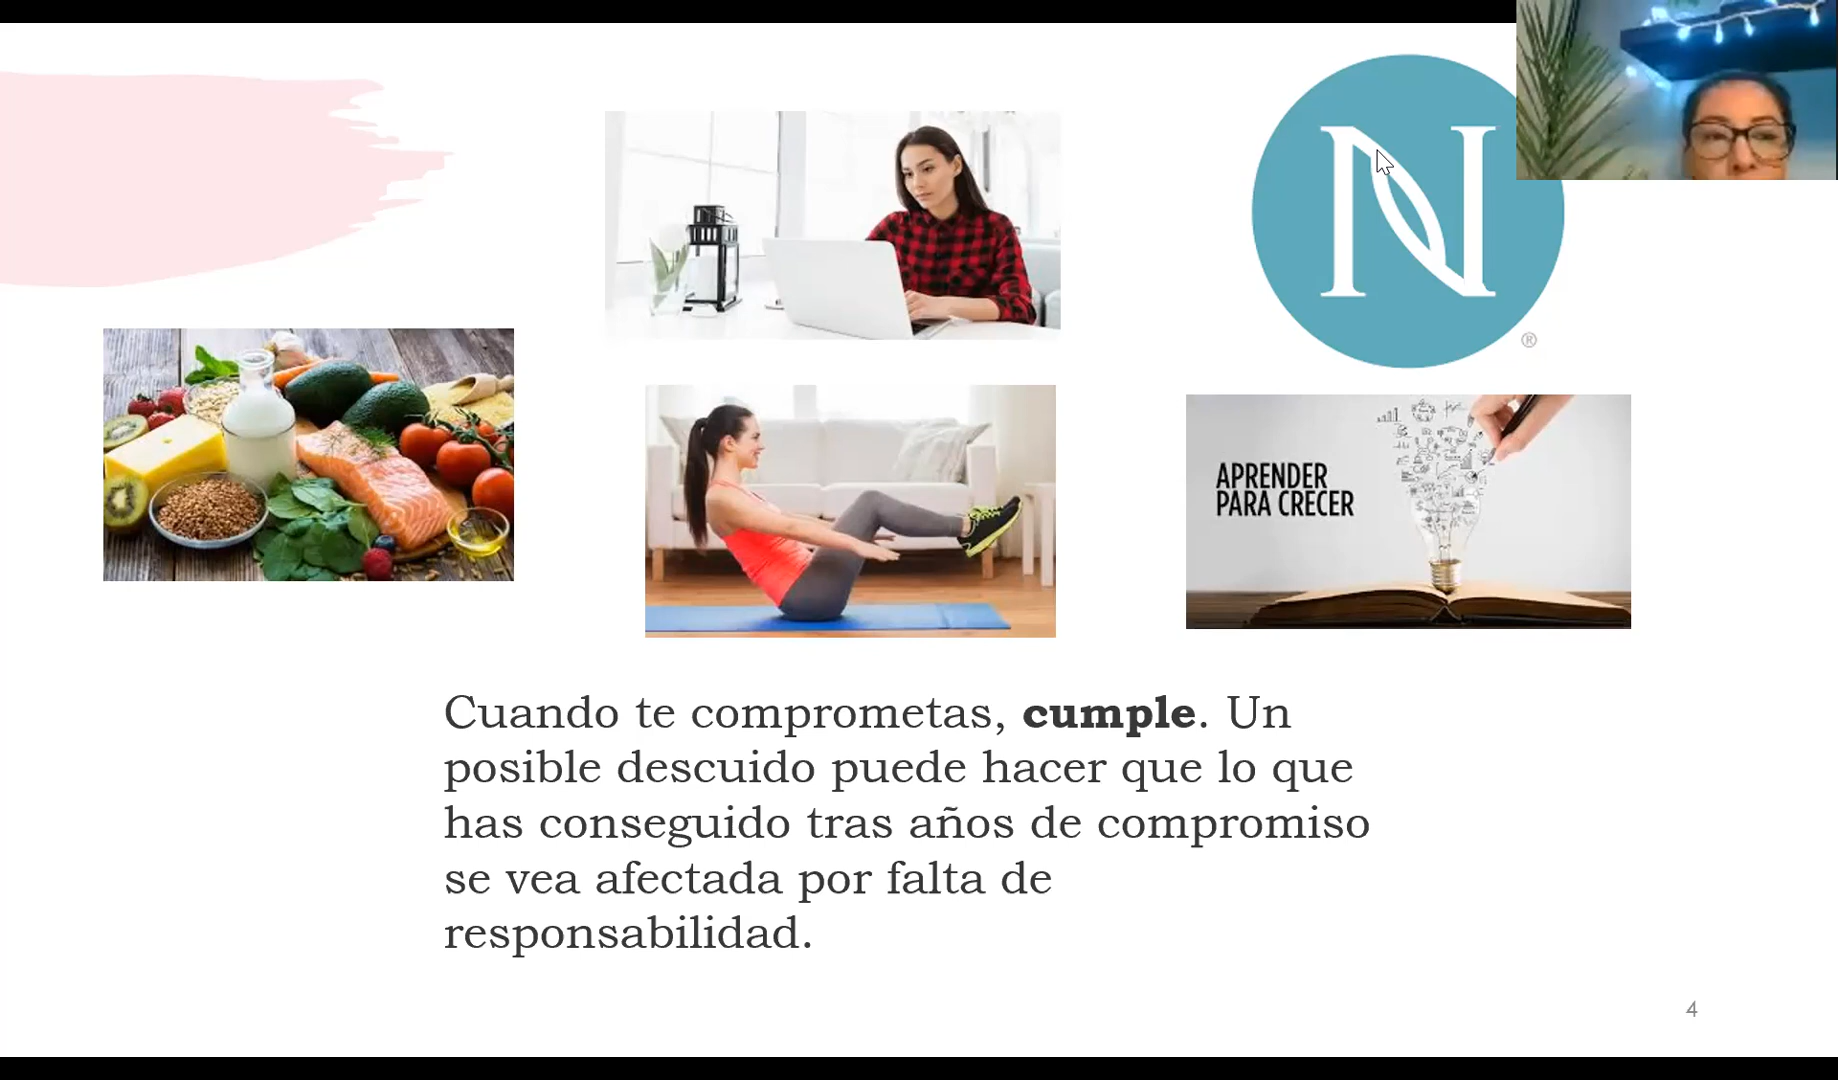 N
®
APRENDER
PARA CRECER
Cuando te comprometas, cumple. Un
posible descuido puede hacer que lo que
has conseguido tras años de compromiso
se vea afectada por falta de
responsabilidad.
4